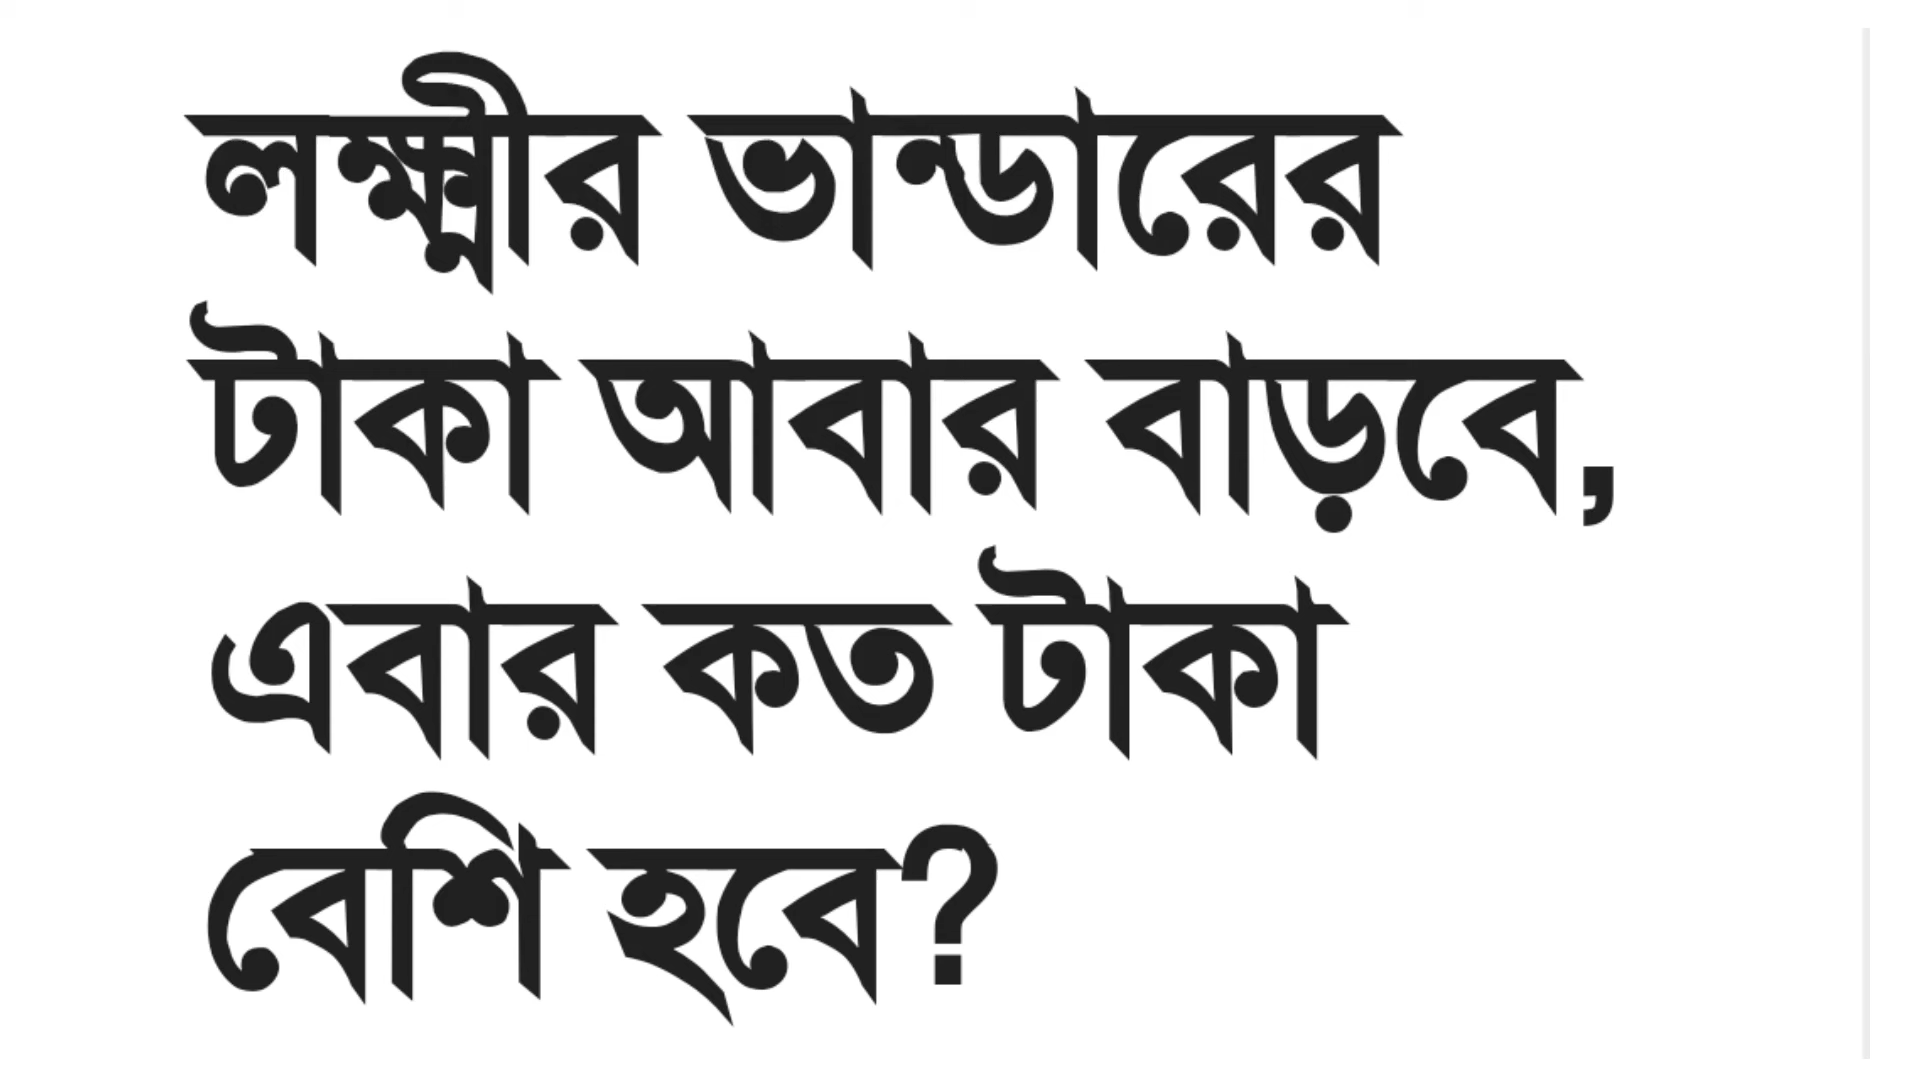 লক্ষ্মীর ভান্ডারের
টাকা আবার বাড়বে,
এবার কত টাকা
বেশি হবে?